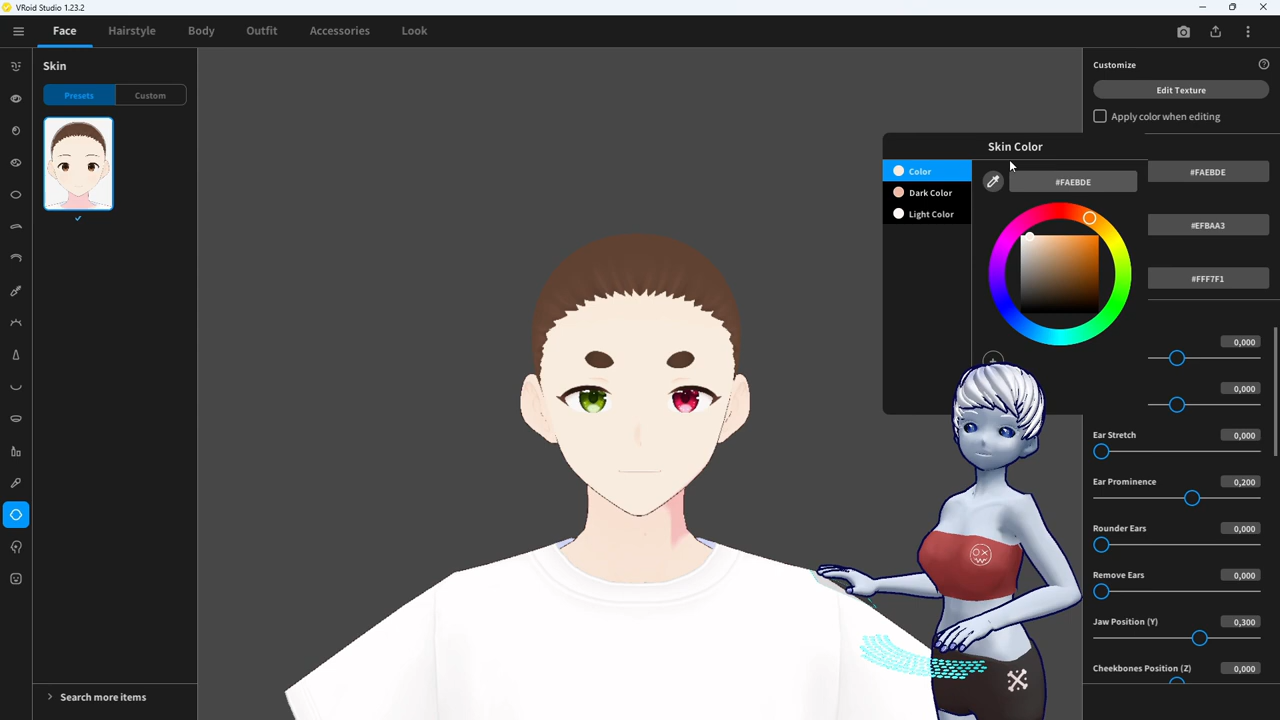 VRoid Studio 1.23.2
Face Hairstyle Body Outfit Accessories Look
Skin
Presets Custom
Search more items
Skin Color
Color
Dark Color
Light Color
#FAEBDE
Customize
Edit Texture
Apply color when editing
#FAEBDE
#EFBAA3
#FFF7F1
0,000
0,000
Ear Stretch 0,000
Ear Prominence 0,200
Rounder Ears 0,000
Remove Ears 0,000
Jaw Position (Y) 0,300
Cheekbones Position (Z) 0,000